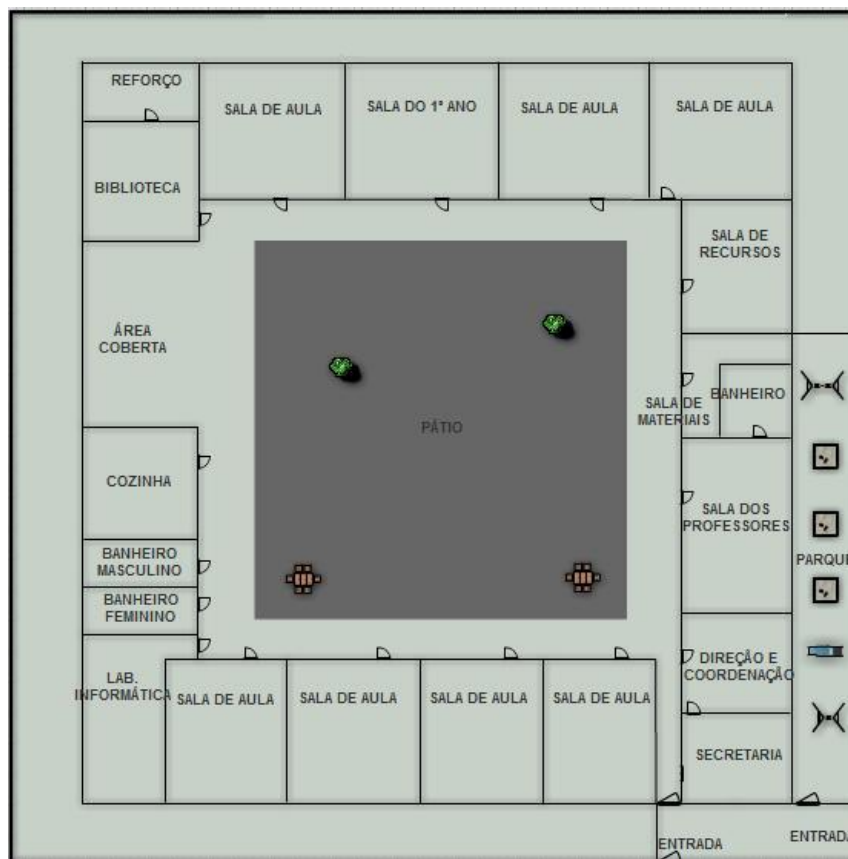 REFORÇO
SALA DE AULA
SALA DO 1º ANO
SALA DE AULA
SALA DE AULA
BIBLIOTECA
SALA DE
RECURSOS
ÁREA
COBERTA
BANHEIRO
SALA DE
MATERIAIS
PÁTIO
COZINHA
SALA DOS
PROFESSORES
BANHEIRO
MASCULINO
PARQUE
BANHEIRO
FEMININO
LAB.
INFORMÁTICA
SALA DE AULA
SALA DE AULA
SALA DE AULA
SALA DE AULA
DIREÇÃO E
COORDENAÇÃO
SECRETARIA
ENTRADA
ENTRADA